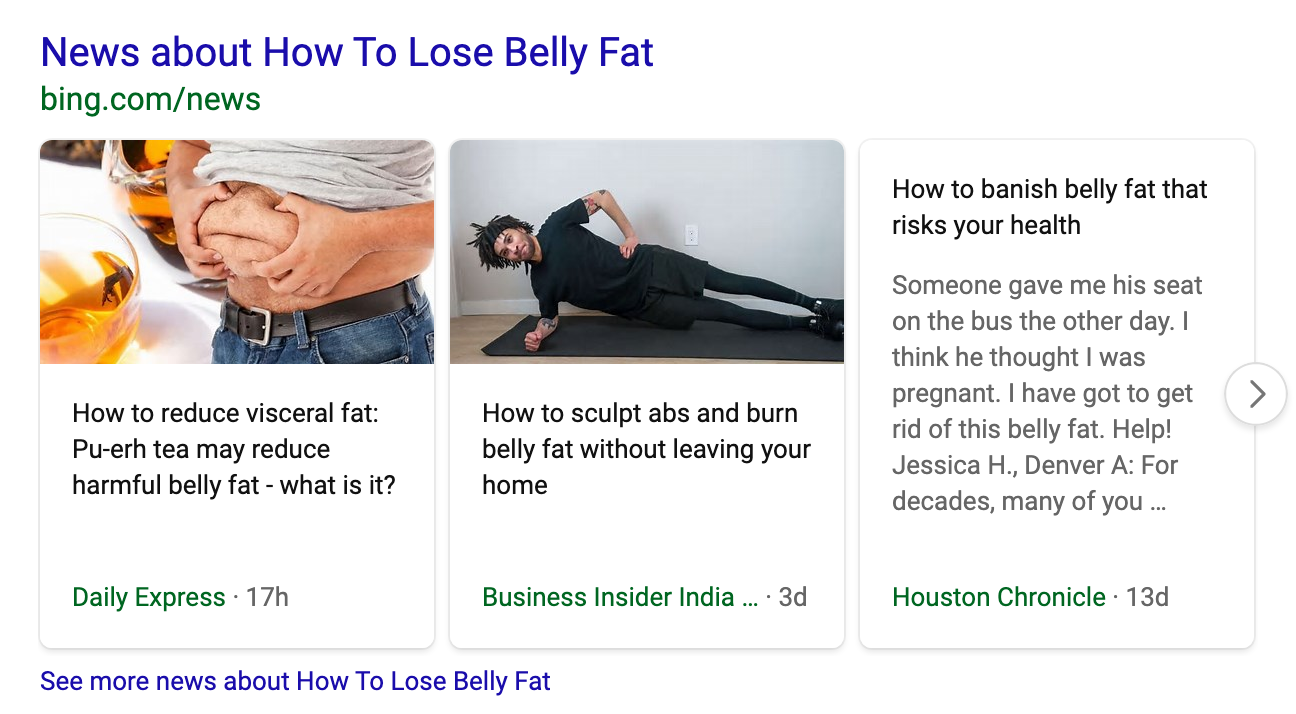 News about How To Lose Belly Fat
bing.com/news
How to reduce visceral fat:
Pu-erh tea may reduce
harmful belly fat - what is it?
Daily Express · 17h
How to sculpt abs and burn
belly fat without leaving your
home
Business Insider India ... · 3d
How to banish belly fat that
risks your health
Someone gave me his seat
on the bus the other day. I
think he thought I was
pregnant. I have got to get
rid of this belly fat. Help!
Jessica H., Denver A: For
decades, many of you ...
Houston Chronicle · 13d
See more news about How To Lose Belly Fat